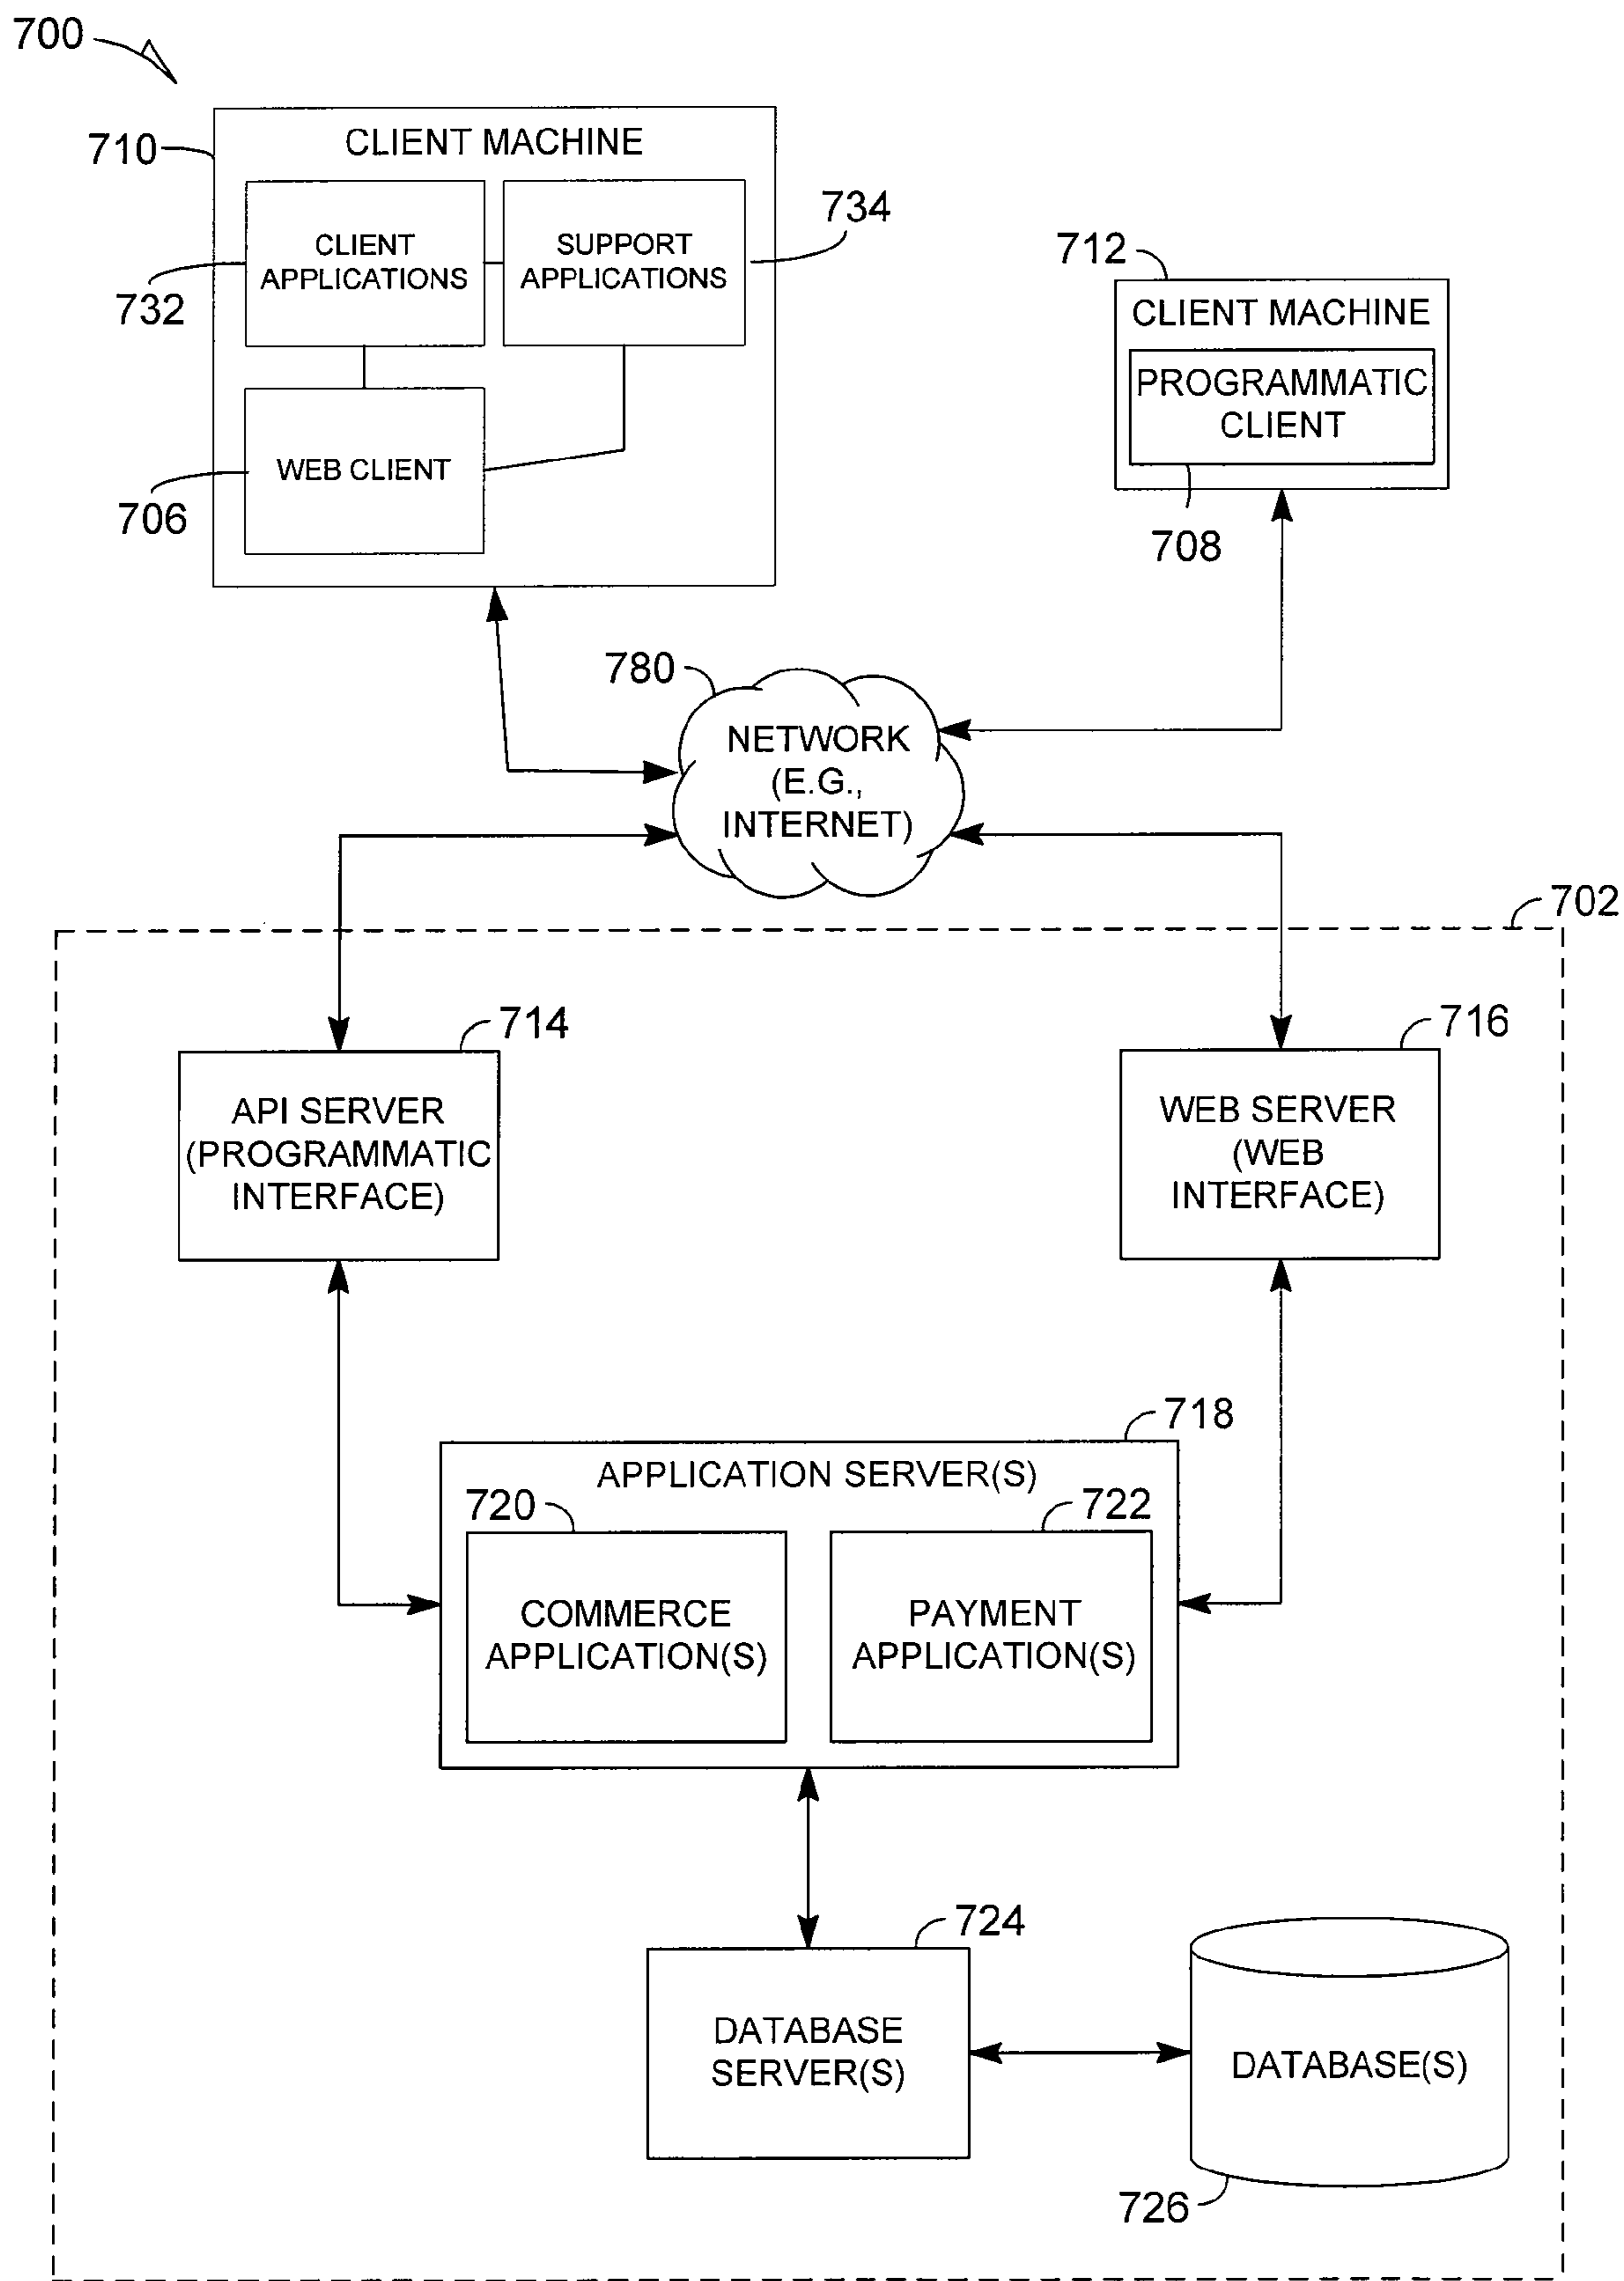 700
710
CLIENT MACHINE
CLIENT
APPLICATIONS
SUPPORT
APPLICATIONS
734
732
WEB CLIENT
706
712
CLIENT MACHINE
PROGRAMMATIC
CLIENT
708
780
NETWORK
(E.G.,
INTERNET)
702
714
API SERVER
(PROGRAMMATIC
INTERFACE)
716
WEB SERVER
(WEB
INTERFACE)
718
APPLICATION SERVER(S)
720
COMMERCE
APPLICATION(S)
722
PAYMENT
APPLICATION(S)
724
DATABASE
SERVER(S)
DATABASE(S)
726